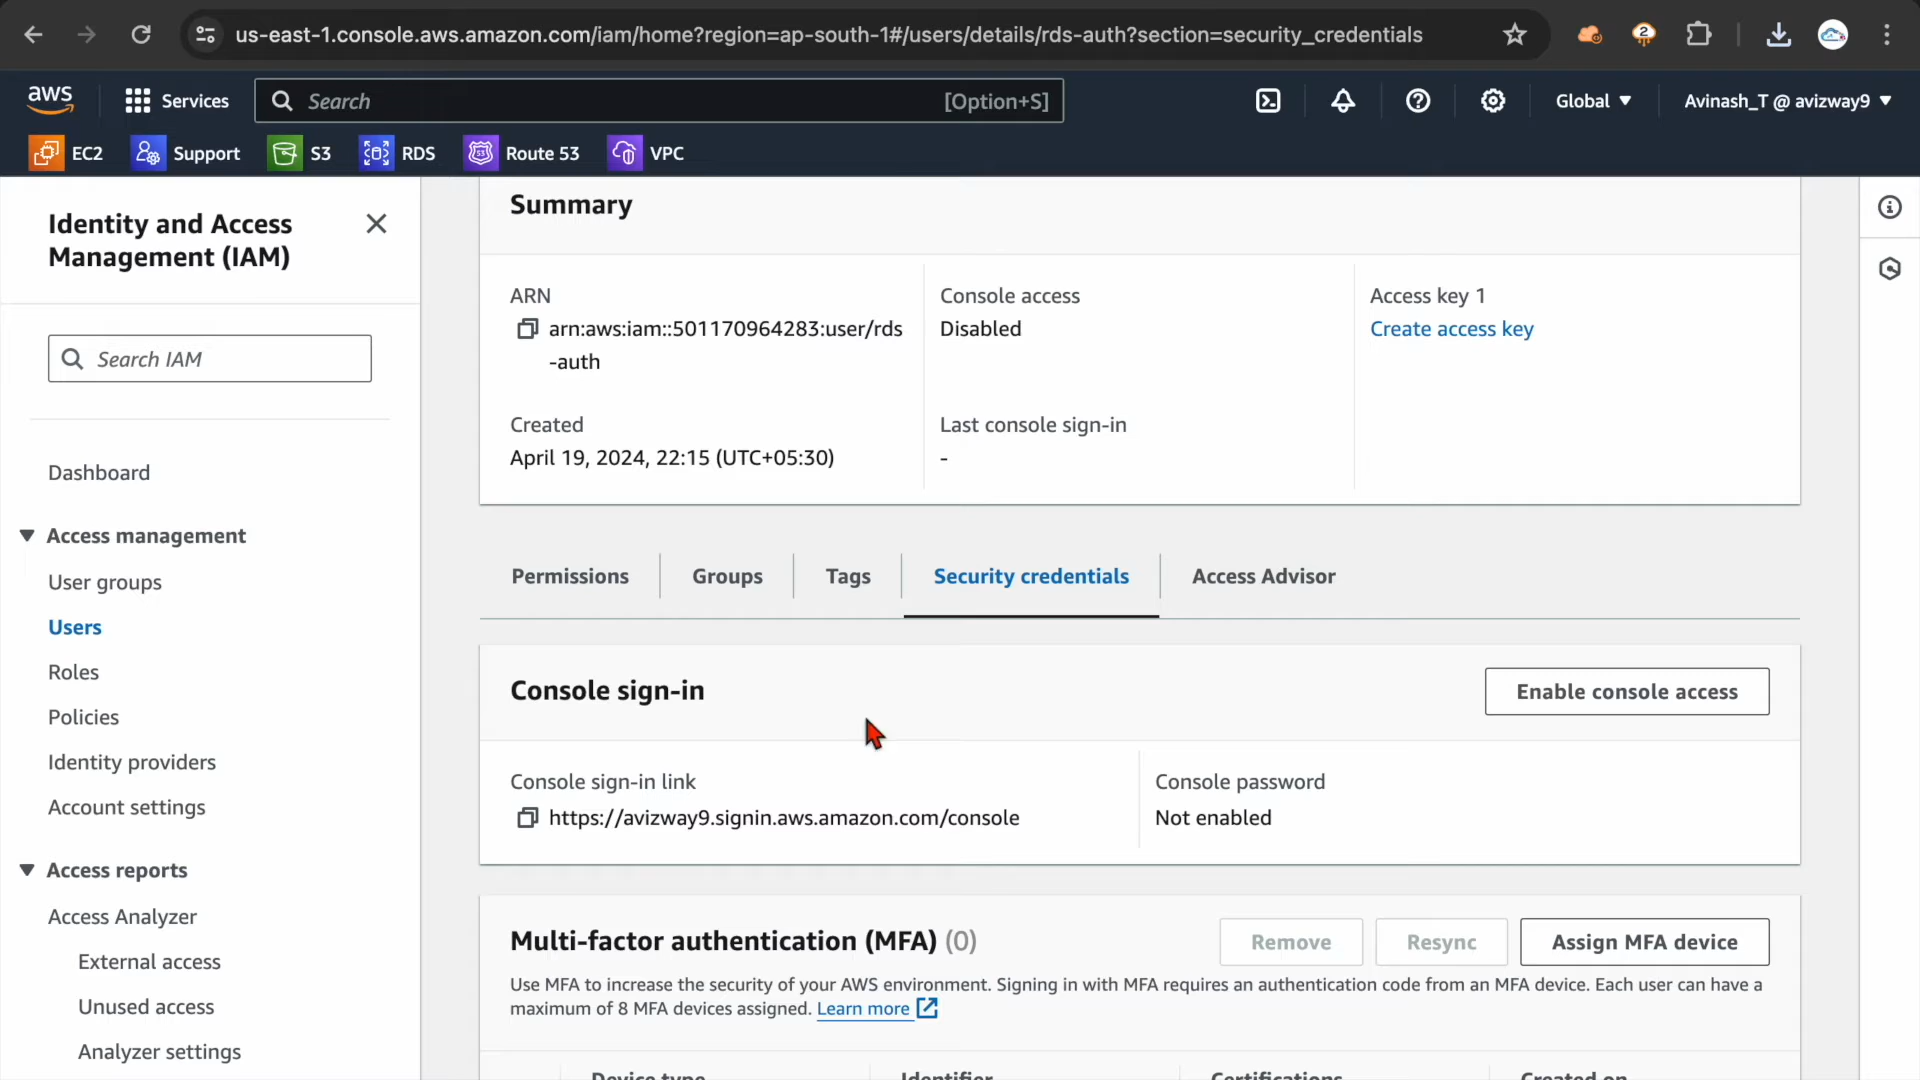 us-east-1.console.aws.amazon.com/iam/home?region=ap-south-1#/users/details/rds-auth?section=security_credentials
2
aws
Services
Search
[Option+S]
Global
Avinash_T @ avizway9
EC2
Support
S3
RDS
Route 53
VPC
Identity and Access
Management (IAM)
Search IAM
Dashboard
Access management
User groups
Users
Roles
Policies
Identity providers
Account settings
Access reports
Access Analyzer
External access
Unused access
Analyzer settings
Summary
ARN
arn:aws:iam::501170964283:user/rds
-auth
Console access
Disabled
Access key 1
Create access key
Created
April 19, 2024, 22:15 (UTC+05:30)
Last console sign-in
-
Permissions
Groups
Tags
Security credentials
Access Advisor
Console sign-in
Enable console access
Console sign-in link
https://avizway9.signin.aws.amazon.com/console
Console password
Not enabled
Multi-factor authentication (MFA) (0)
Remove
Resync
Assign MFA device
Use MFA to increase the security of your AWS environment. Signing in with MFA requires an authentication code from an MFA device. Each user can have a
maximum of 8 MFA devices assigned. Learn more
Device type
Identifier
Certifications
Created on